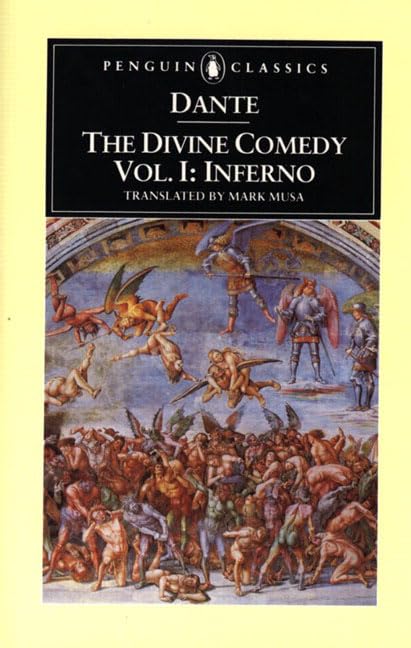 PENGUIN CLASSICS
DANTE
THE DIVINE COMEDY
VOL. I: INFERNO
TRANSLATED BY MARK MUSA